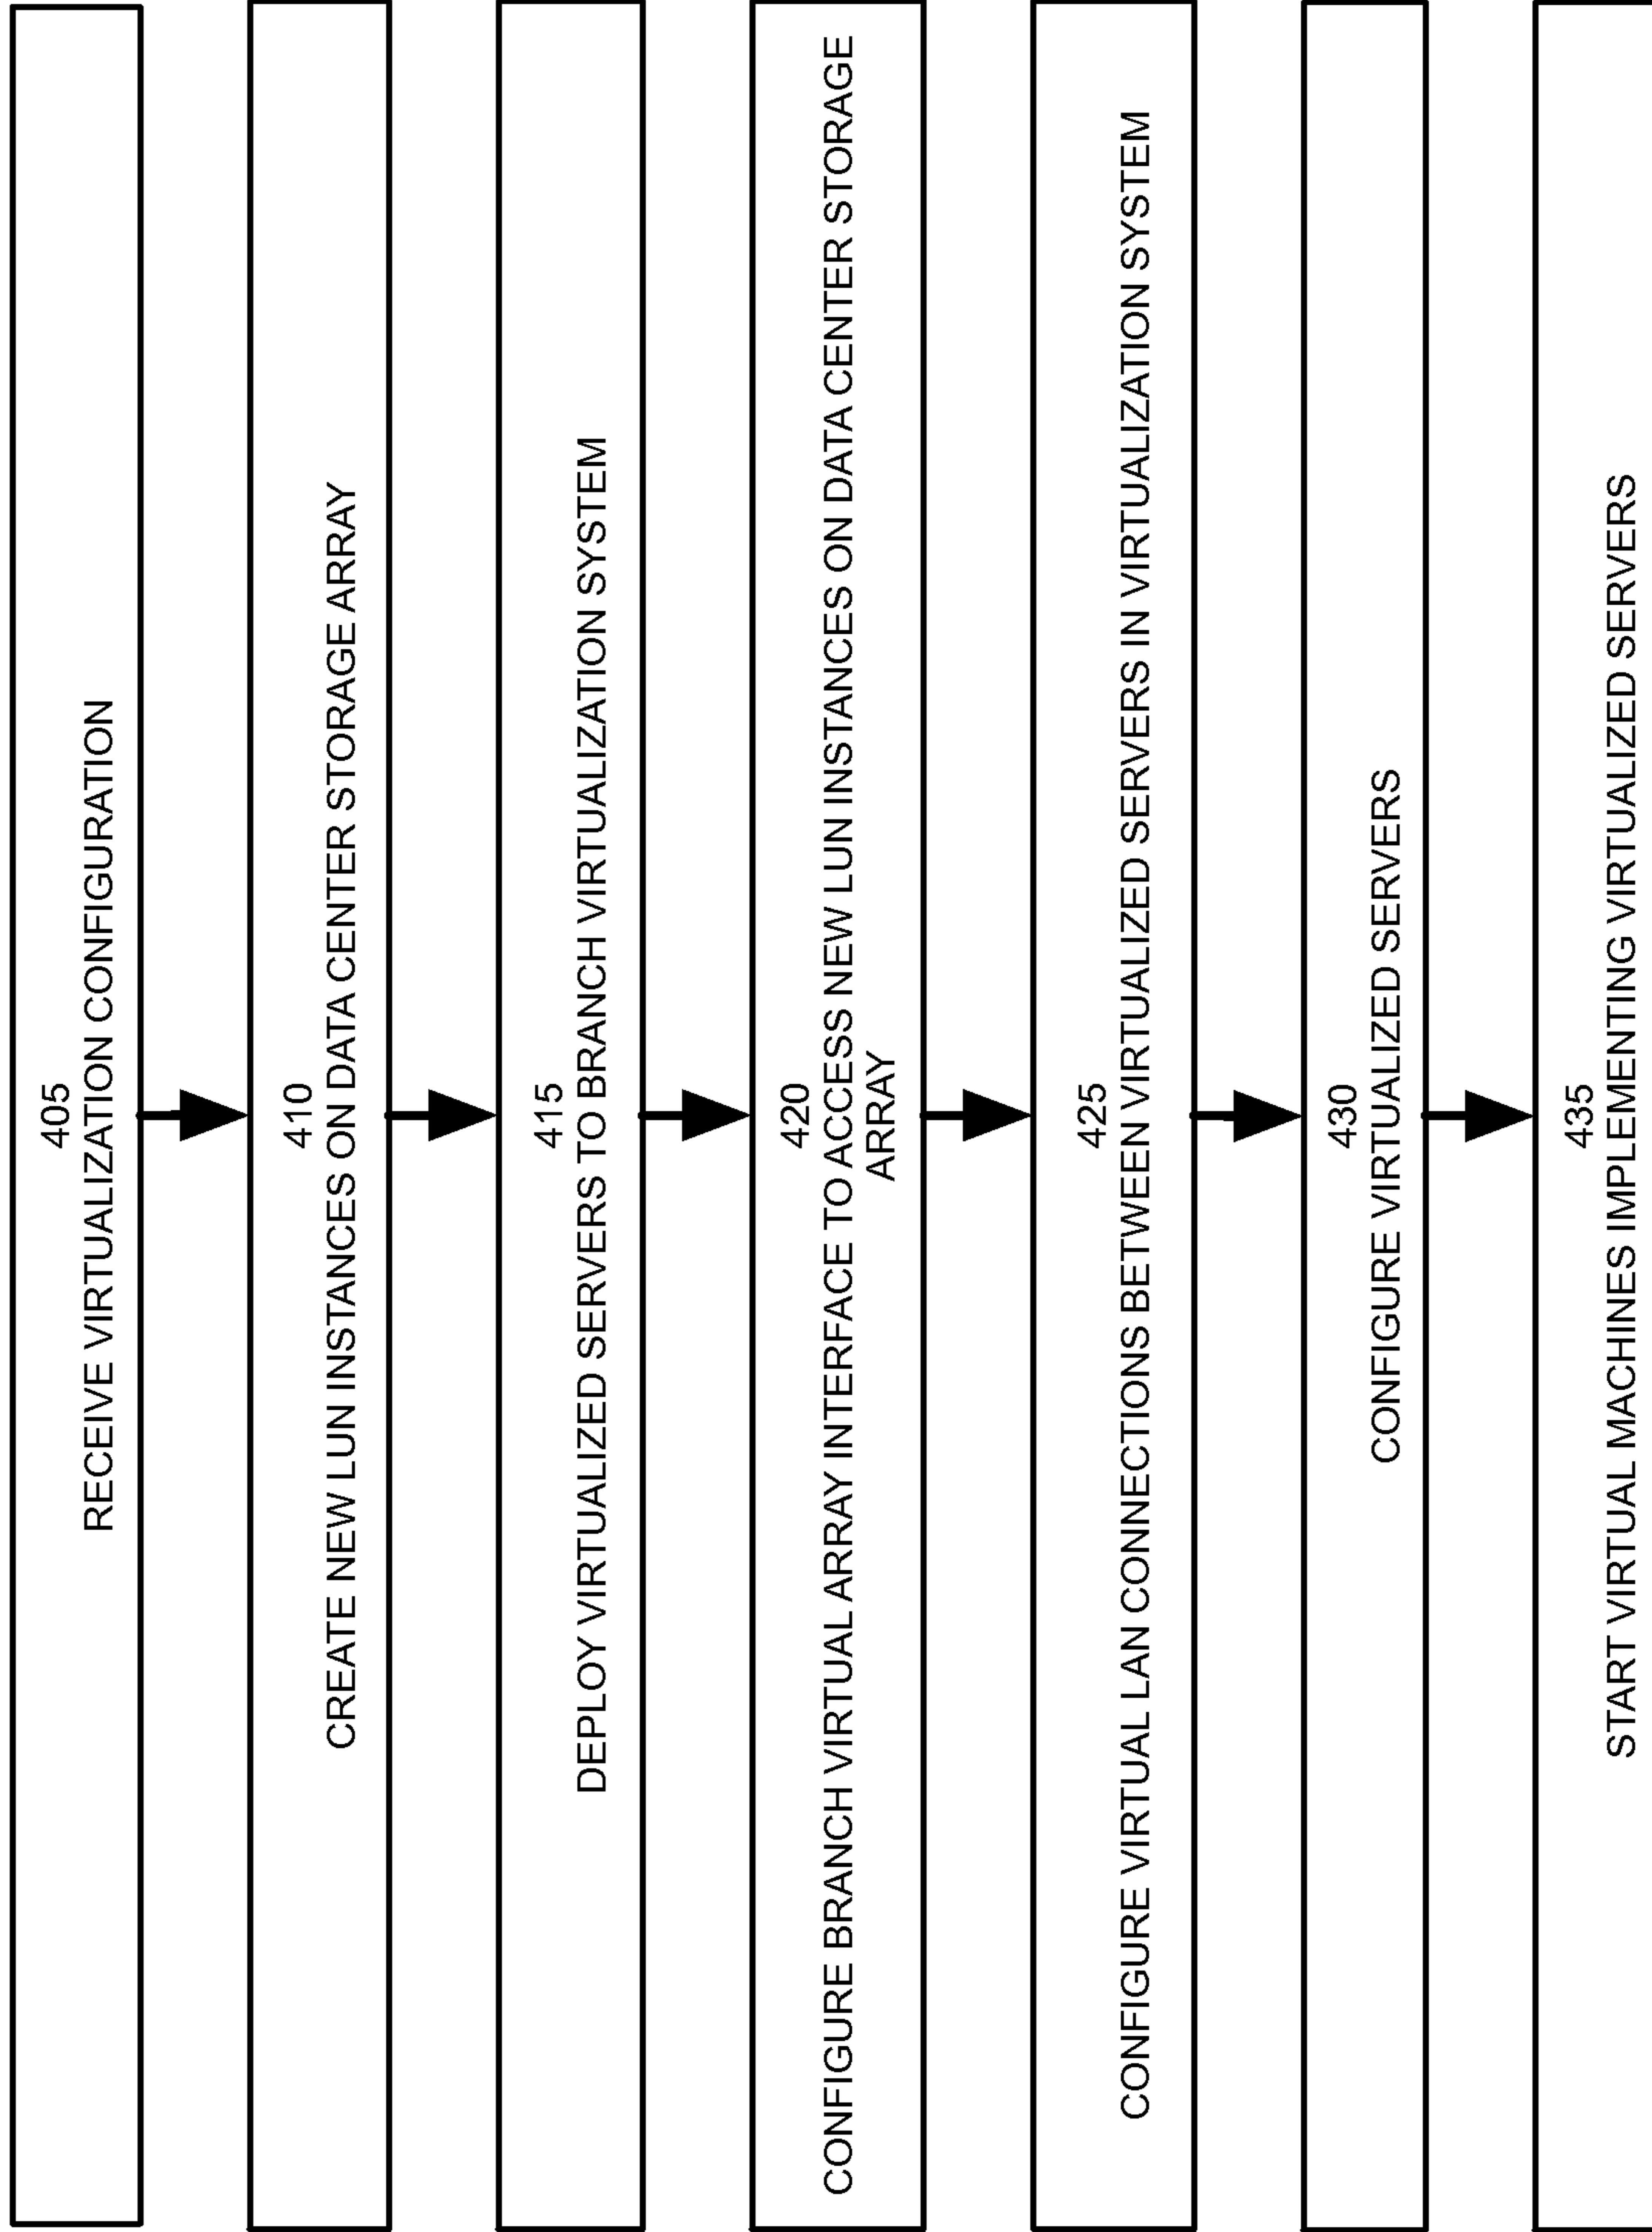 405
RECEIVE VIRTUALIZATION CONFIGURATION
410
CREATE NEW LUN INSTANCES ON DATA CENTER STORAGE ARRAY
415
DEPLOY VIRTUALIZED SERVERS TO BRANCH VIRTUALIZATION SYSTEM
420
CONFIGURE BRANCH VIRTUAL ARRAY INTERFACE TO ACCESS NEW LUN INSTANCES ON DATA CENTER STORAGE
ARRAY
425
CONFIGURE VIRTUAL LAN CONNECTIONS BETWEEN VIRTUALIZED SERVERS IN VIRTUALIZATION SYSTEM
430
CONFIGURE VIRTUALIZED SERVERS
435
START VIRTUAL MACHINES IMPLEMENTING VIRTUALIZED SERVERS